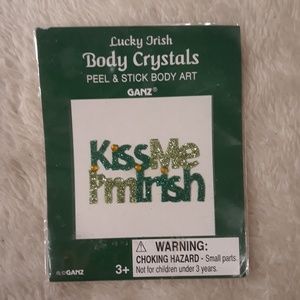 Lucky Irish
Body Crystals
PEEL & STICK BODY ART
GANZ®
Kiss Me
I'm Irish
⚠ WARNING:
CHOKING HAZARD - Small parts.
3+ Not for children under 3 years.
©GANZ